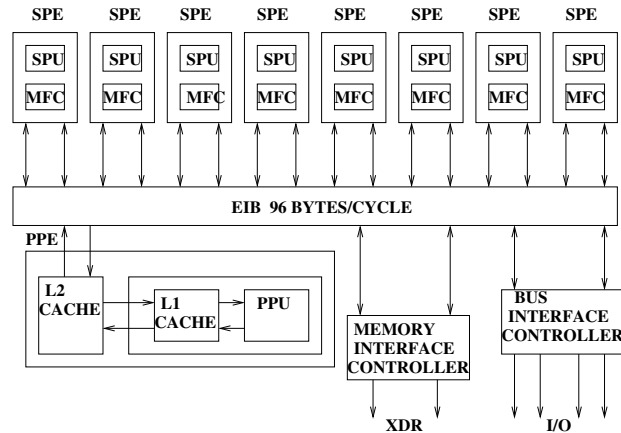 SPE SPE SPE SPE SPE SPE SPE SPE
SPU SPU SPU SPU SPU SPU SPU SPU
MFC MFC MFC MFC MFC MFC MFC MFC
EIB 96 BYTES/CYCLE
PPE
L2
CACHE
L1
CACHE
PPU
MEMORY
INTERFACE
CONTROLLER
BUS
INTERFACE
CONTROLLER
XDR
I/O